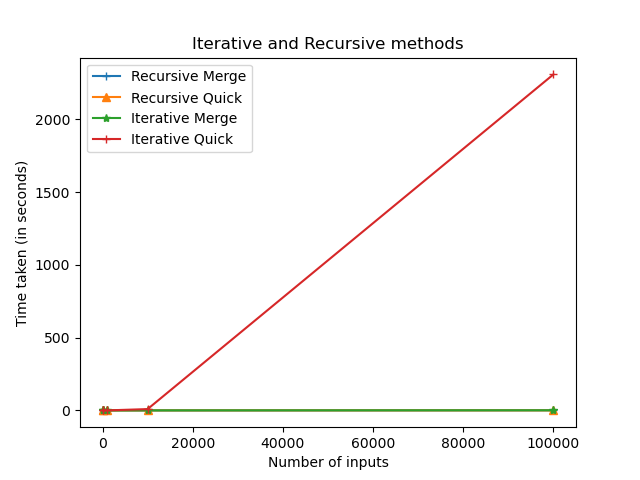 Iterative and Recursive methods
Recursive Merge
Recursive Quick
Iterative Merge
Iterative Quick
Time taken (in seconds)
2000
1500
1000
500
0
0 20000 40000 60000 80000 100000
Number of inputs